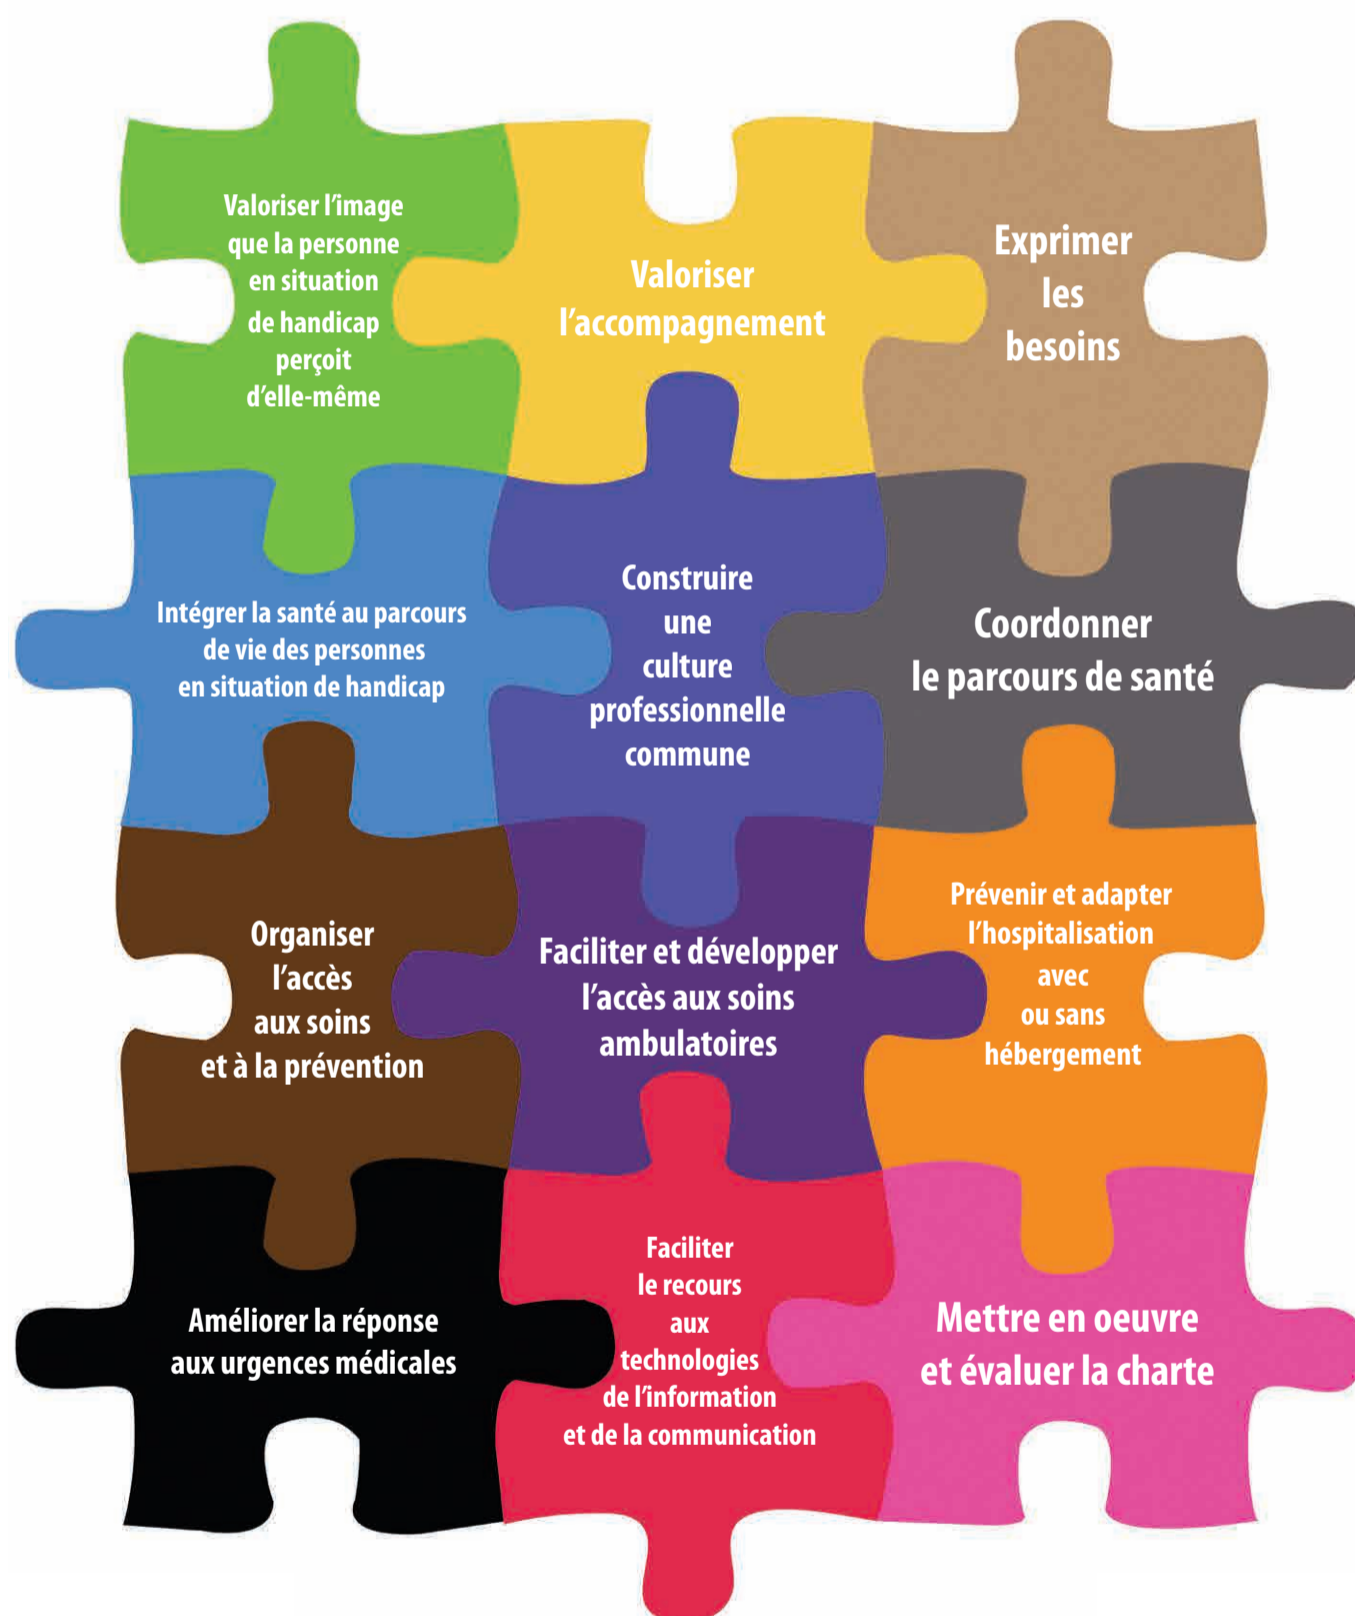 Valoriser l'image
que la personne
en situation
de handicap
perçoit
d'elle-même
Valoriser
l'accompagnement
Exprimer
les
besoins
Intégrer la santé au parcours
de vie des personnes
en situation de handicap
Construire
une
culture
professionnelle
commune
Coordonner
le parcours de santé
Organiser
l'accès
aux soins
et à la prévention
Faciliter et développer
l'accès aux soins
ambulatoires
Prévenir et adapter
l'hospitalisation
avec
ou sans
hébergement
Améliorer la réponse
aux urgences médicales
Faciliter
le recours
aux
technologies
de l'information
et de la communication
Mettre en oeuvre
et évaluer la charte